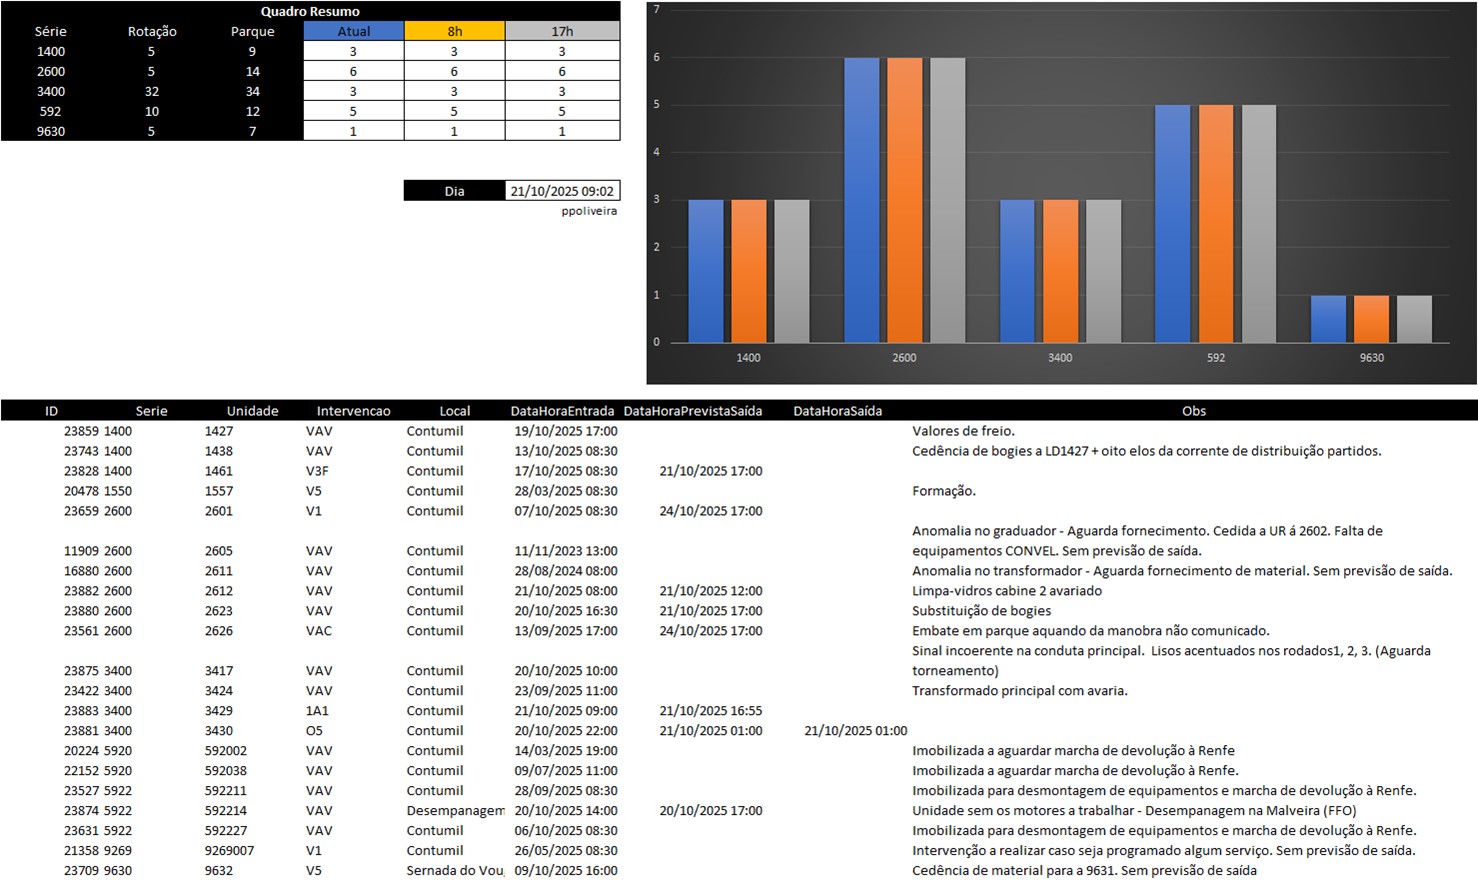 Quadro Resumo
Série Rotação Parque Atual 8h 17h
1400 5 9 3 3 3
2600 5 14 6 6 6
3400 32 34 3 3 3
592 10 12 5 5 5
9630 5 7 1 1 1
Dia 21/10/2025 09:02
ppoliveira
7
6
5
4
3
2
1
0
1400 2600 3400 592 9630
ID Serie Unidade Intervencao Local DataHoraEntrada DataHoraPrevistaSaída DataHoraSaída Obs
23859 1400 1427 VAV Contumil 19/10/2025 17:00 Valores de freio.
23743 1400 1438 VAV Contumil 13/10/2025 08:30 Cedência de bogies a LD1427 + oito elos da corrente de distribuição partidos.
23828 1400 1461 V3F Contumil 17/10/2025 08:30 21/10/2025 17:00
20478 1550 1557 V5 Contumil 28/03/2025 08:30 Formação.
23659 2600 2601 V1 Contumil 07/10/2025 08:30 24/10/2025 17:00
Anomalia no graduador - Aguarda fornecimento. Cedida a UR á 2602. Falta de
11909 2600 2605 VAV Contumil 11/11/2023 13:00 equipamentos CONVEL. Sem previsão de saída.
16880 2600 2611 VAV Contumil 28/08/2024 08:00 Anomalia no transformador - Aguarda fornecimento de material. Sem previsão de saída.
23882 2600 2612 VAV Contumil 21/10/2025 08:00 21/10/2025 12:00 Limpa-vidros cabine 2 avariado
23880 2600 2623 VAV Contumil 20/10/2025 16:30 21/10/2025 17:00 Substituição de bogies
23561 2600 2626 VAC Contumil 13/09/2025 17:00 24/10/2025 17:00 Embate em parque aquando da manobra não comunicado.
Sinal incoerente na conduta principal. Lisos acentuados nos rodados1, 2, 3. (Aguarda
23875 3400 3417 VAV Contumil 20/10/2025 10:00 torneamento)
23422 3400 3424 VAV Contumil 23/09/2025 11:00 Transformado principal com avaria.
23883 3400 3429 1A1 Contumil 21/10/2025 09:00 21/10/2025 16:55
23881 3400 3430 O5 Contumil 20/10/2025 22:00 21/10/2025 01:00 21/10/2025 01:00
20224 5920 592002 VAV Contumil 14/03/2025 19:00 Imobilizada a aguardar marcha de devolução à Renfe
22152 5920 592038 VAV Contumil 09/07/2025 11:00 Imobilizada a aguardar marcha de devolução à Renfe.
23527 5922 592211 VAV Contumil 28/09/2025 08:30 Imobilizada para desmontagem de equipamentos e marcha de devolução à Renfe.
23874 5922 592214 VAV Desempanagem 20/10/2025 14:00 20/10/2025 17:00 Unidade sem os motores a trabalhar - Desempanagem na Malveira (FFO)
23631 5922 592227 VAV Contumil 06/10/2025 08:30 Imobilizada para desmontagem de equipamentos e marcha de devolução à Renfe.
21358 9269 9269007 V1 Contumil 26/05/2025 08:30 Intervenção a realizar caso seja programado algum serviço. Sem previsão de saída.
23709 9630 9632 V5 Sernada do Vou 09/10/2025 16:00 Cedência de material para a 9631. Sem previsão de saída